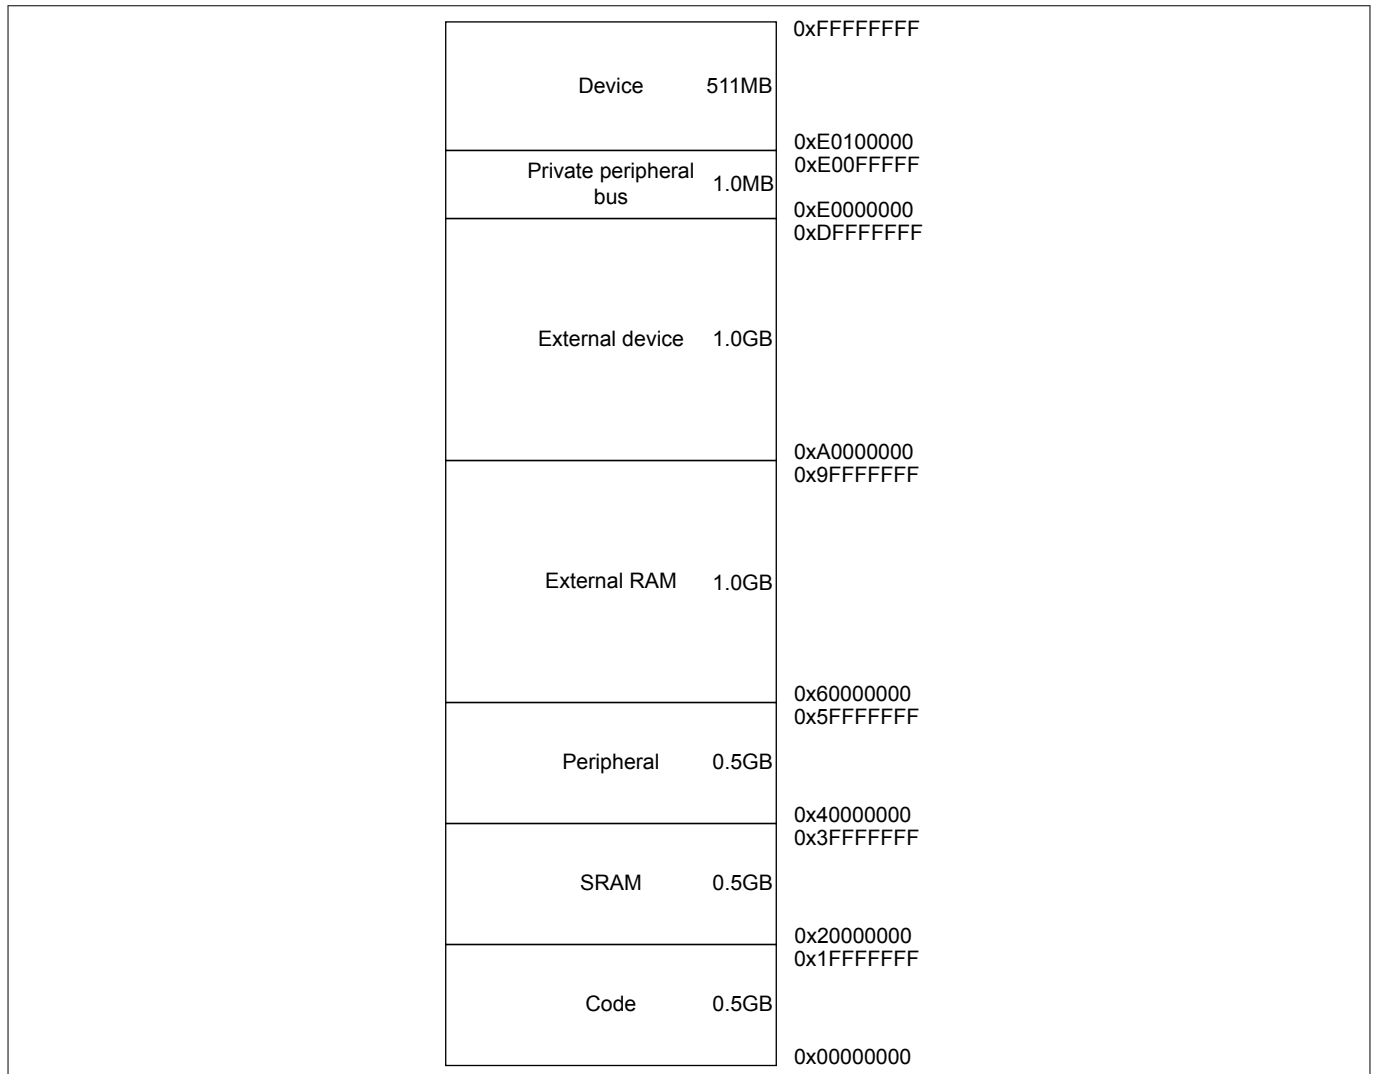 0xFFFFFFFF
Device 511MB
0xE0100000
0xE00FFFFF
Private peripheral
bus 1.0MB
0xE0000000
0xDFFFFFFF
External device 1.0GB
0xA0000000
0x9FFFFFFF
External RAM 1.0GB
0x60000000
0x5FFFFFFF
Peripheral 0.5GB
0x40000000
0x3FFFFFFF
SRAM 0.5GB
0x20000000
0x1FFFFFFF
Code 0.5GB
0x00000000